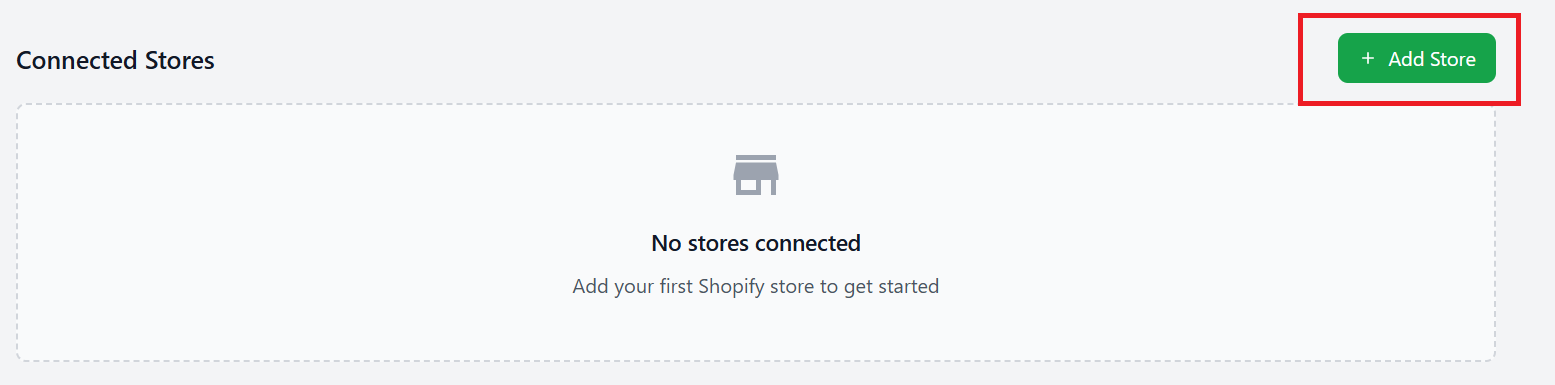 Connected Stores
+ Add Store
No stores connected
Add your first Shopify store to get started